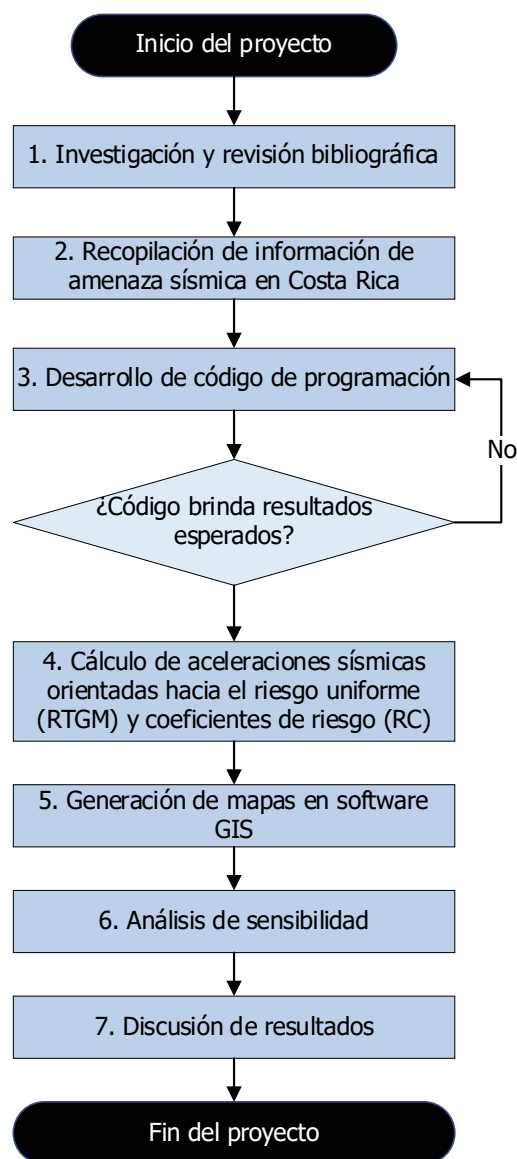 Inicio del proyecto
1. Investigación y revisión bibliográfica
2. Recopilación de información de
amenaza sísmica en Costa Rica
3. Desarrollo de código de programación
No
¿Código brinda resultados
esperados?
4. Cálculo de aceleraciones sísmicas
orientadas hacia el riesgo uniforme
(RTGM) y coeficientes de riesgo (RC)
5. Generación de mapas en software
GIS
6. Análisis de sensibilidad
7. Discusión de resultados
Fin del proyecto